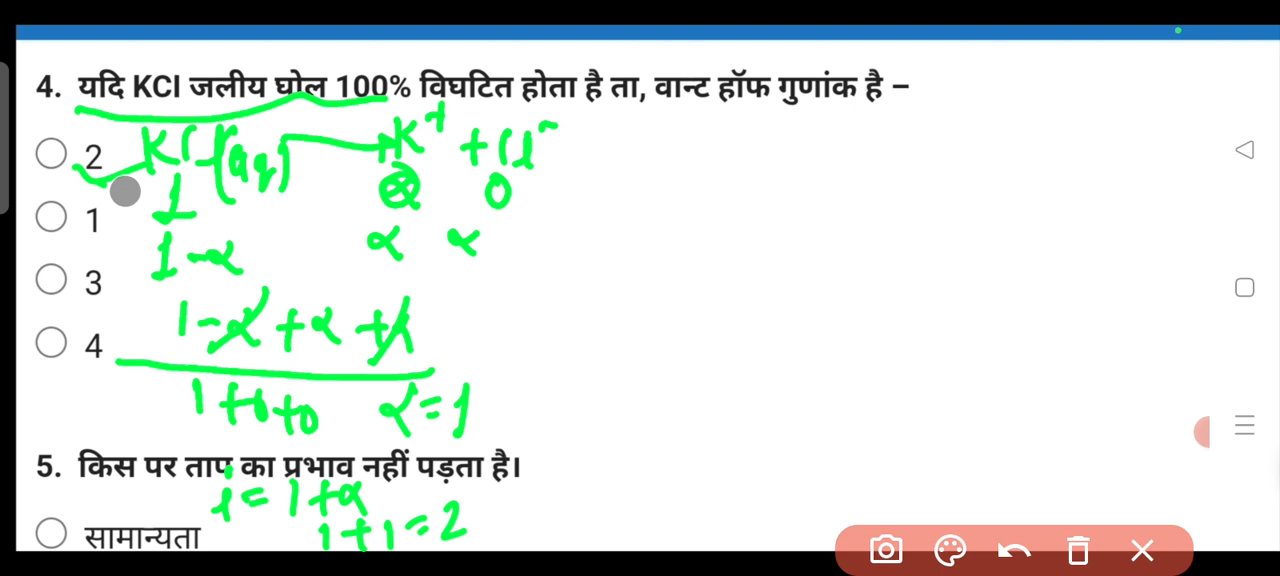 4. यदि KCl जलीय घोल 100% विघटित होता है ता, वान्ट हॉफ गुणांक है –
2 KCl(aq) → K⁺ + Cl⁻
1 0
1
1-α α α
3
1-α+α+α
4
1+0+0 α=1
5. किस पर ताप का प्रभाव नहीं पड़ता है।
i=1+α
सामान्यता 1+1=2